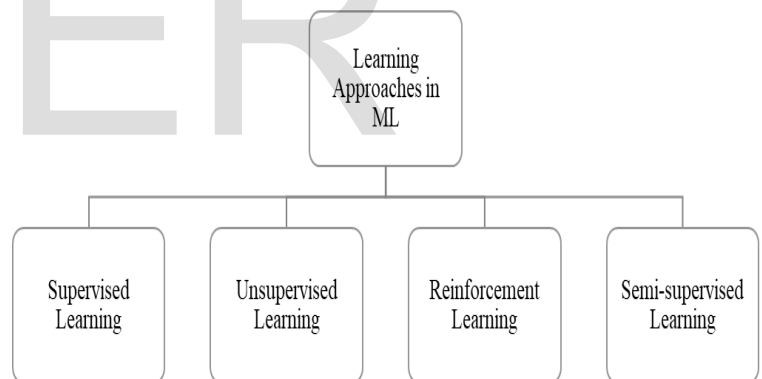 ER
Learning
Approaches in
ML
Supervised
Learning
Unsupervised
Learning
Reinforcement
Learning
Semi-supervised
Learning